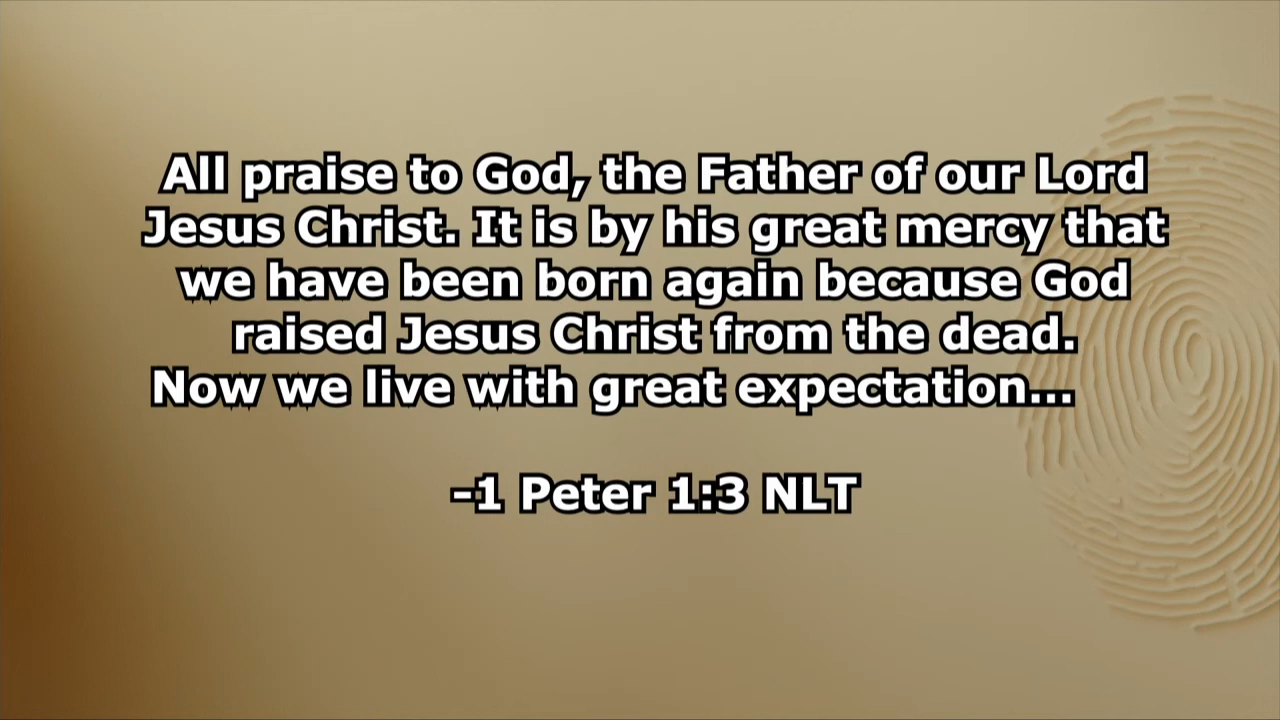 All praise to God, the Father of our Lord
Jesus Christ. It is by his great mercy that
we have been born again because God
raised Jesus Christ from the dead.
Now we live with great expectation...
-1 Peter 1:3 NLT